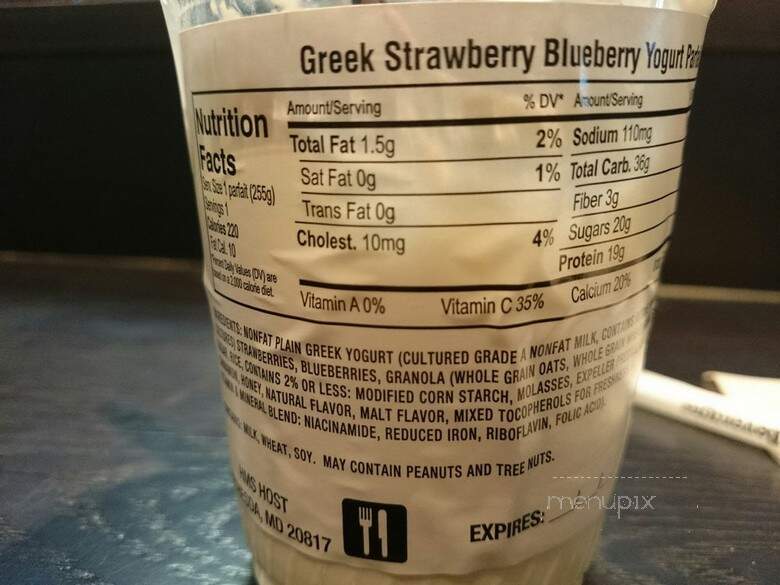 Greek Strawberry Blueberry Yogurt
Nutrition
Facts
Serv. Size 1 parfait (255g)
Servings 1
Calories 220
Fat Cal. 10
Percent Daily Values (DV) are
based on a 2,000 calorie diet.
Amount/Serving % DV* Amount/Serving
Total Fat 1.5g 2% Sodium 110mg
Sat Fat 0g 1% Total Carb. 36g
Trans Fat 0g Fiber 3g
Cholest. 10mg 4% Sugars 20g
Protein 19g
Vitamin A 0% Vitamin C 35% Calcium 20%
NONFAT PLAIN GREEK YOGURT (CULTURED GRADE A NONFAT MILK, CONTAINS
STRAWBERRIES, BLUEBERRIES, GRANOLA (WHOLE GRAIN OATS, WHOLE GRAIN
RICE, CONTAINS 2% OR LESS: MODIFIED CORN STARCH, MOLASSES, EXPELLER
HONEY, NATURAL FLAVOR, MALT FLAVOR, MIXED TOCOPHEROLS FOR
& MINERAL BLEND: NIACINAMIDE, REDUCED IRON, RIBOFLAVIN, FOLIC ACID)
MILK, WHEAT, SOY. MAY CONTAIN PEANUTS AND TREE NUTS.
HMS HOST
MD 20817
EXPIRES:
menupix